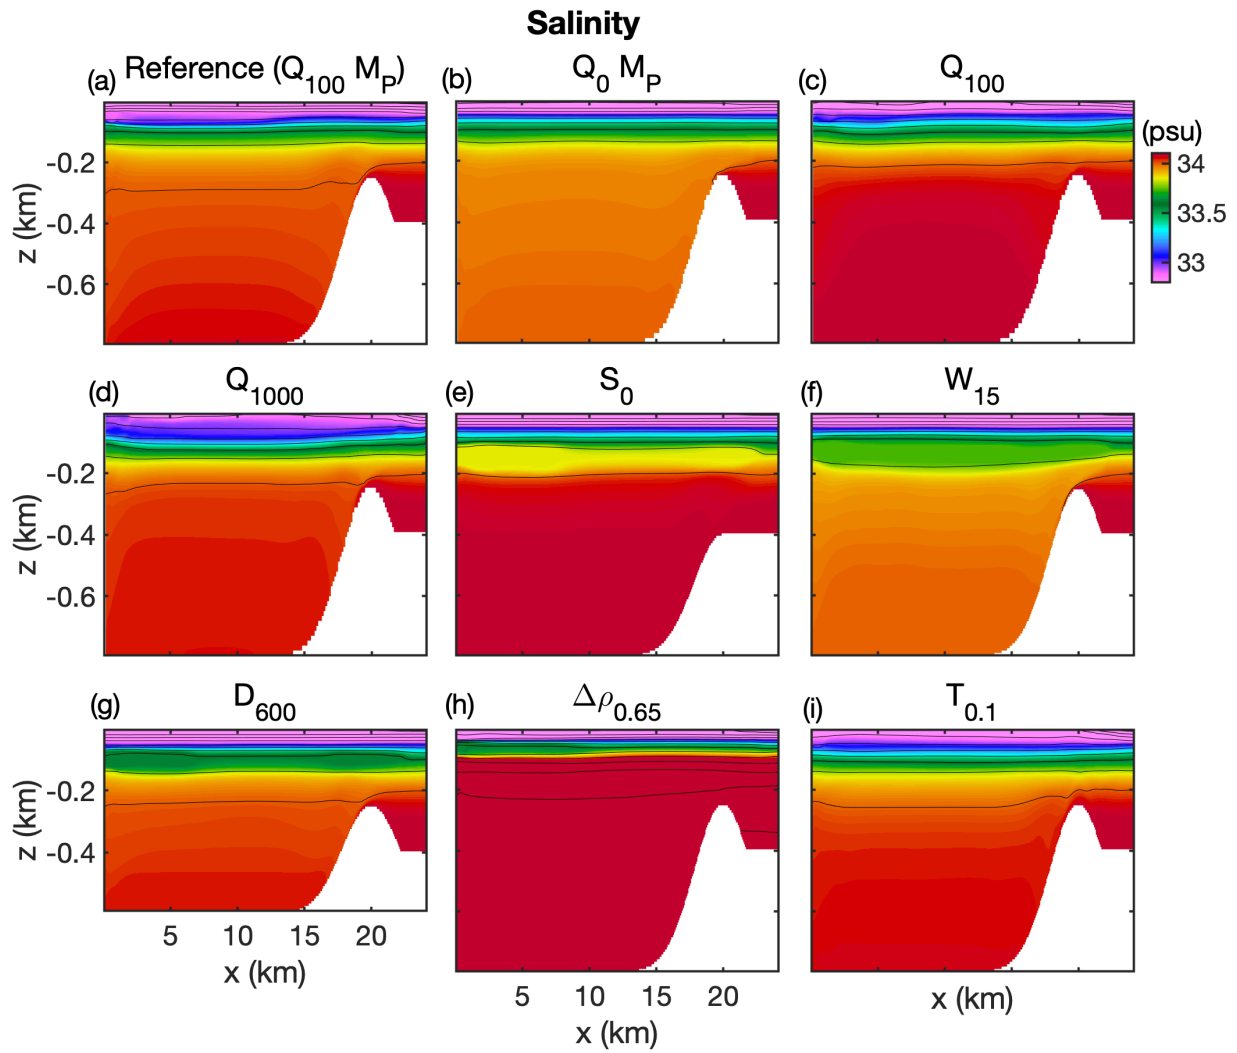 Salinity
(a) Reference (Q100 MP)
(b) Q0 MP
(c) Q100
(psu)
34
33.5
33
-0.2
-0.4
-0.6
z (km)
(d) Q1000
(e) S0
(f) W15
-0.2
-0.4
-0.6
z (km)
(g) D600
(h) Δρ0.65
(i) T0.1
-0.2
-0.4
z (km)
5 10 15 20
x (km)
5 10 15 20
x (km)
x (km)